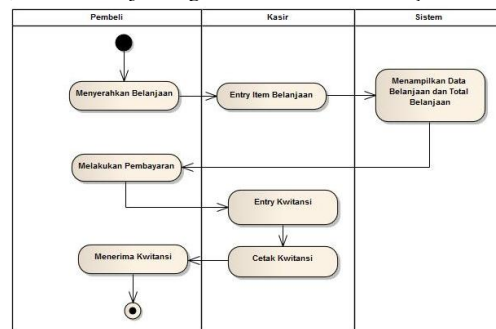 Pembeli
Kasir
Sistem
Menyerahkan Belanjaan
Entry Item Belanjaan
Menampilkan Data
Belanjaan dan Total
Belanjaan
Melakukan Pembayaran
Entry Kwitansi
Menerima Kwitansi
Cetak Kwitansi